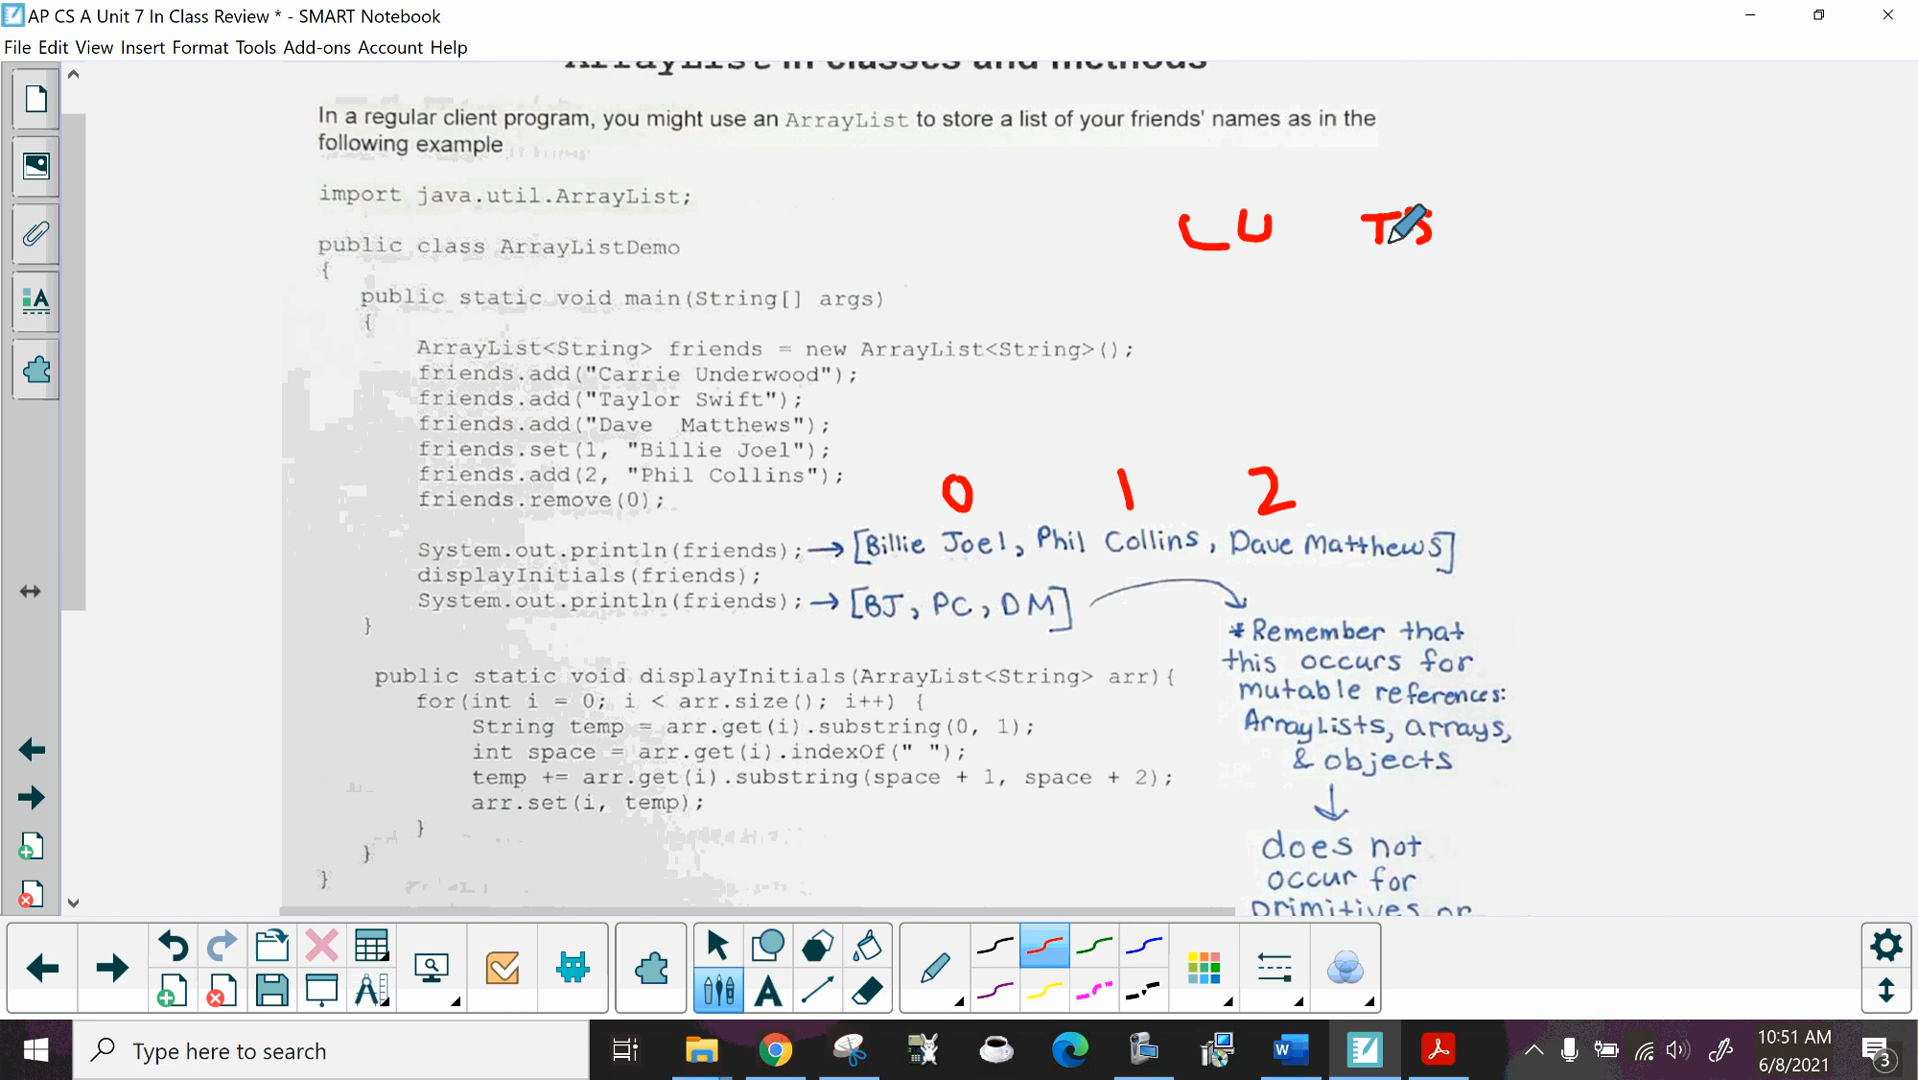 AP CS A Unit 7 In Class Review * - SMART Notebook
File Edit View Insert Format Tools Add-ons Account Help
ArrayList in classes and methods
In a regular client program, you might use an ArrayList to store a list of your friends' names as in the
following example
import java.util.ArrayList;
CU TS
public class ArrayListDemo
{
public static void main(String[] args)
{
ArrayList<String> friends = new ArrayList<String>();
friends.add("Carrie Underwood");
friends.add("Taylor Swift");
friends.add("Dave Matthews");
friends.set(1, "Billie Joel");
friends.add(2, "Phil Collins");
friends.remove(0);
0 1 2
System.out.println(friends); → [Billie Joel, Phil Collins, Dave Matthews]
displayInitials(friends);
System.out.println(friends); → [BJ, PC, DM]
}
* Remember that
this occurs for
mutable references:
ArrayLists, arrays,
& objects
↓
does not
occur for
primitives or
public static void displayInitials(ArrayList<String> arr){
for(int i = 0; i < arr.size(); i++) {
String temp = arr.get(i).substring(0, 1);
int space = arr.get(i).indexOf(" ");
temp += arr.get(i).substring(space + 1, space + 2);
arr.set(i, temp);
}
}
}
Type here to search
10:51 AM
6/8/2021
3